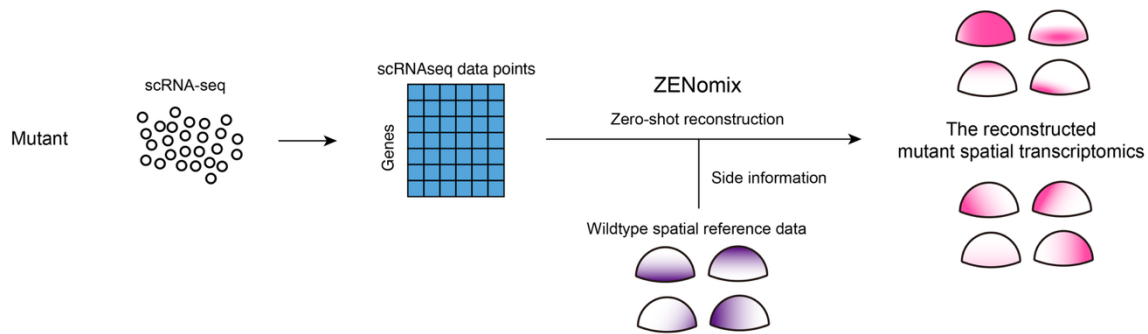 Mutant
scRNA-seq
scRNAseq data points
Genes
ZENomix
Zero-shot reconstruction
Side information
Wildtype spatial reference data
The reconstructed
mutant spatial transcriptomics